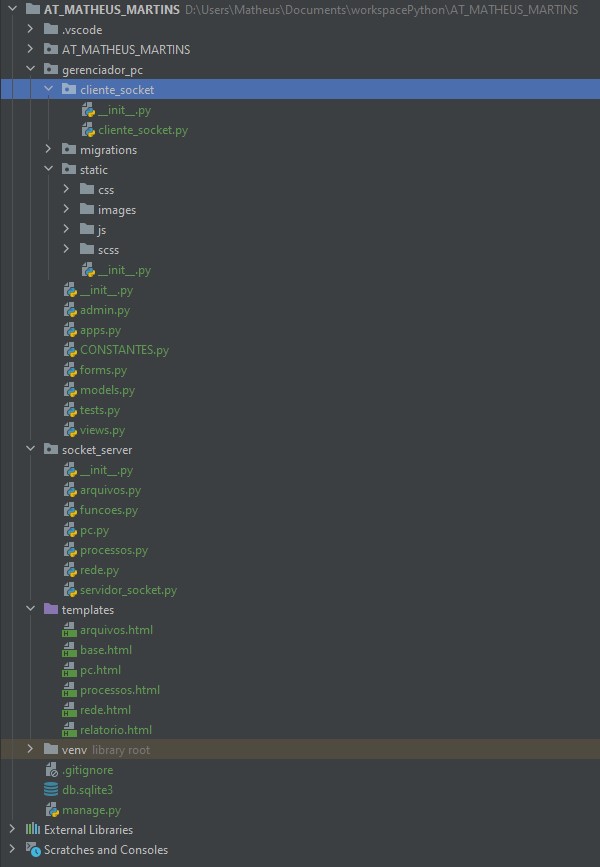 AT_MATHEUS_MARTINS D:\Users\Matheus\Documents\workspacePython\AT_MATHEUS_MARTINS
.vscode
AT_MATHEUS_MARTINS
gerenciador_pc
cliente_socket
__init__.py
cliente_socket.py
migrations
static
css
images
js
scss
__init__.py
__init__.py
admin.py
apps.py
CONSTANTES.py
forms.py
models.py
tests.py
views.py
socket_server
__init__.py
arquivos.py
funcoes.py
pc.py
processos.py
rede.py
servidor_socket.py
templates
arquivos.html
base.html
pc.html
processos.html
rede.html
relatorio.html
venv library root
.gitignore
db.sqlite3
manage.py
External Libraries
Scratches and Consoles